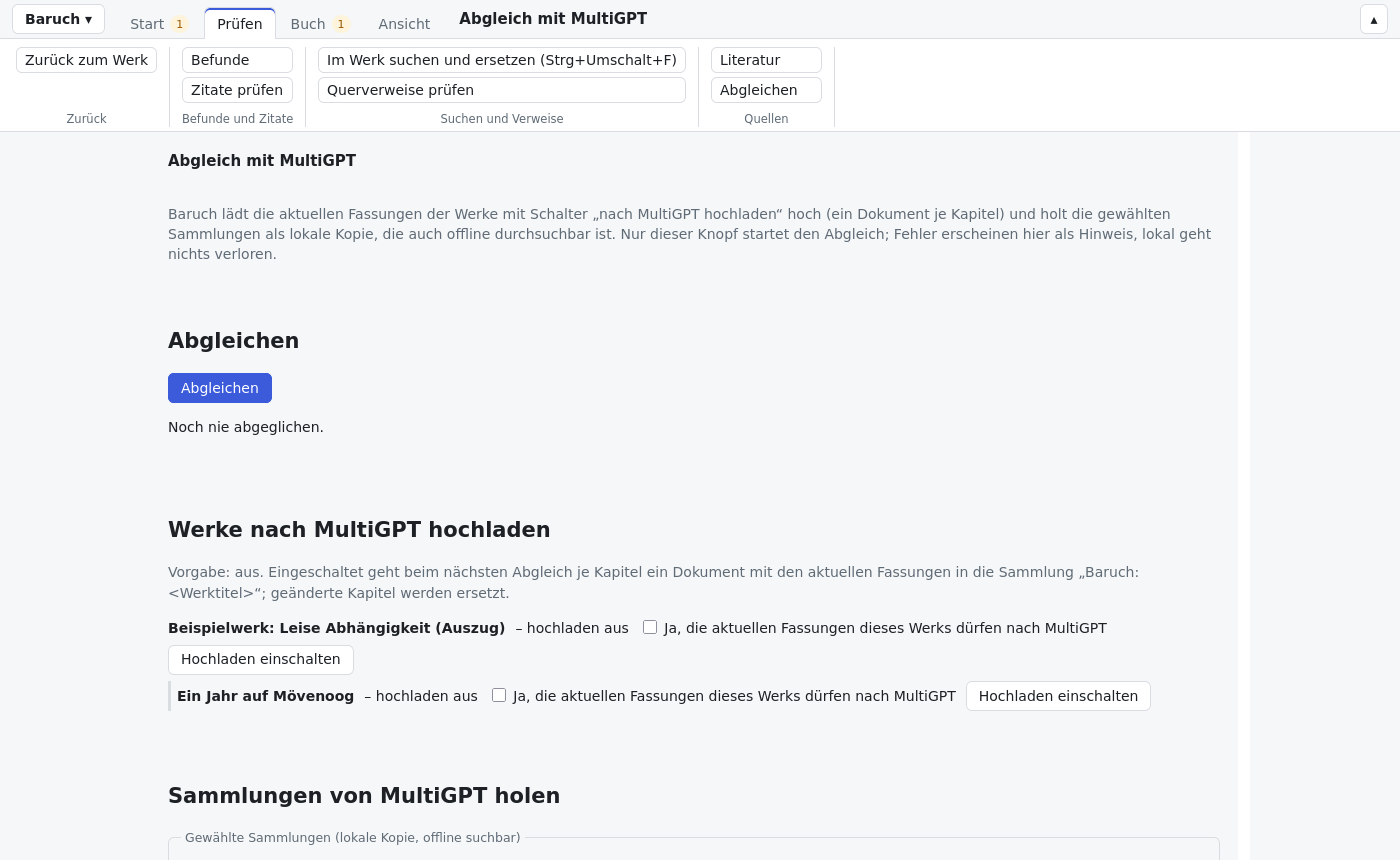 Baruch ▾
Start 1
Prüfen
Buch 1
Ansicht
Abgleich mit MultiGPT
▴
Zurück zum Werk
Zurück
Befunde
Zitate prüfen
Befunde und Zitate
Im Werk suchen und ersetzen (Strg+Umschalt+F)
Querverweise prüfen
Suchen und Verweise
Literatur
Abgleichen
Quellen
Abgleich mit MultiGPT
Baruch lädt die aktuellen Fassungen der Werke mit Schalter „nach MultiGPT hochladen“ hoch (ein Dokument je Kapitel) und holt die gewählten
Sammlungen als lokale Kopie, die auch offline durchsuchbar ist. Nur dieser Knopf startet den Abgleich; Fehler erscheinen hier als Hinweis, lokal geht
nichts verloren.
Abgleichen
Abgleichen
Noch nie abgeglichen.
Werke nach MultiGPT hochladen
Vorgabe: aus. Eingeschaltet geht beim nächsten Abgleich je Kapitel ein Dokument mit den aktuellen Fassungen in die Sammlung „Baruch:
<Werktitel>“; geänderte Kapitel werden ersetzt.
Beispielwerk: Leise Abhängigkeit (Auszug) – hochladen aus Ja, die aktuellen Fassungen dieses Werks dürfen nach MultiGPT
Hochladen einschalten
Ein Jahr auf Mövenoog – hochladen aus Ja, die aktuellen Fassungen dieses Werks dürfen nach MultiGPT Hochladen einschalten
Sammlungen von MultiGPT holen
Gewählte Sammlungen (lokale Kopie, offline suchbar)